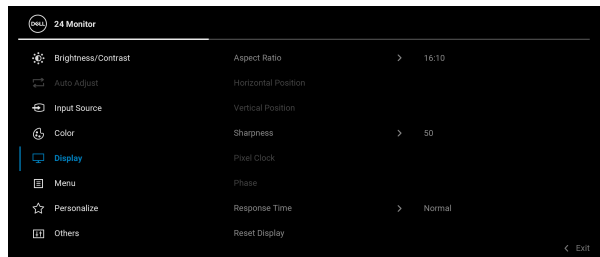 DELL 24 Monitor
Brightness/Contrast Aspect Ratio > 16:10
Auto Adjust Horizontal Position
Input Source Vertical Position
Color Sharpness > 50
Display Pixel Clock
Menu Phase
Personalize Response Time > Normal
Others Reset Display
< Exit